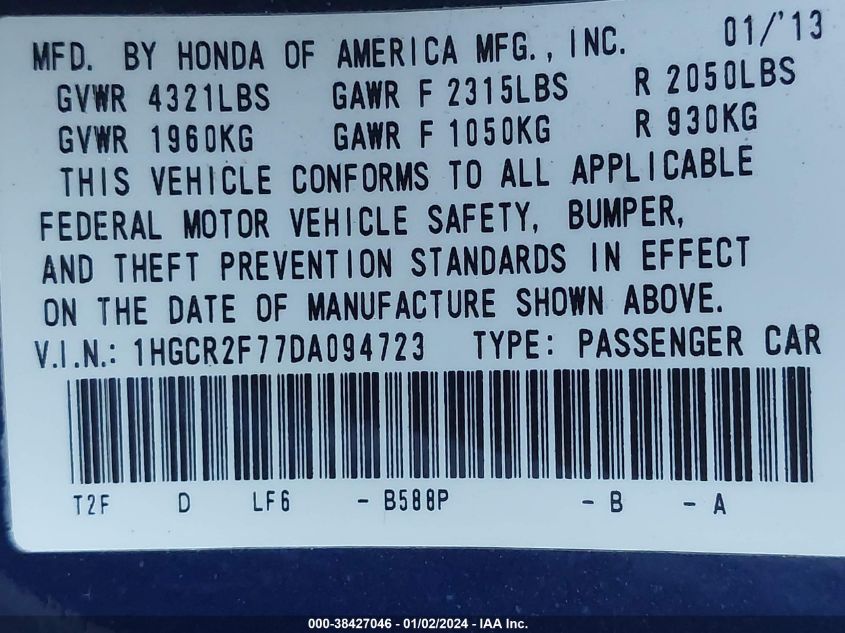 MFD. BY HONDA OF AMERICA MFG., INC. 01/'13
GVWR 4321LBS GAWR F 2315LBS R 2050LBS
GVWR 1960KG GAWR F 1050KG R 930KG
THIS VEHICLE CONFORMS TO ALL APPLICABLE
FEDERAL MOTOR VEHICLE SAFETY, BUMPER,
AND THEFT PREVENTION STANDARDS IN EFFECT
ON THE DATE OF MANUFACTURE SHOWN ABOVE.
V.I.N.: 1HGCR2F77DA094723 TYPE: PASSENGER CAR
T2F D LF6 - B588P - B - A
000-38427046 - 01/02/2024 - IAA Inc.